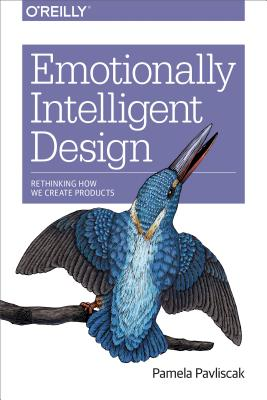 O'REILLY®
Emotionally
Intelligent
Design
RETHINKING HOW
WE CREATE PRODUCTS
Pamela Pavliscak